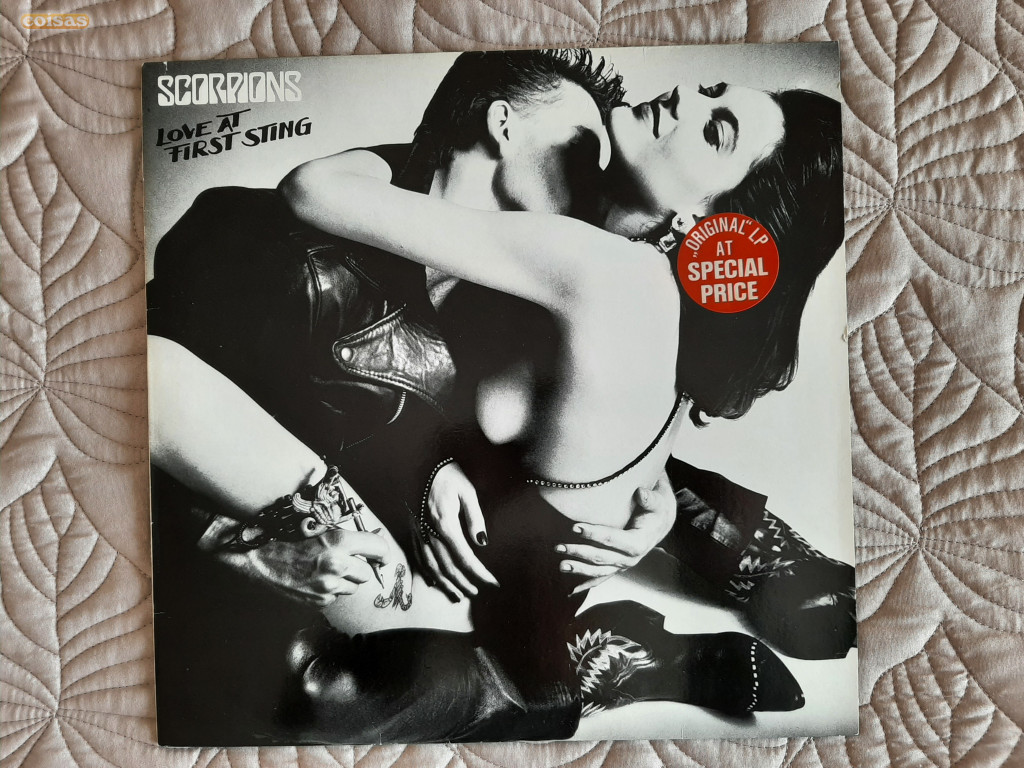 coisas
SCORPIONS
LOVE AT
FIRST STING
„ORIGINAL" LP
AT
SPECIAL
PRICE